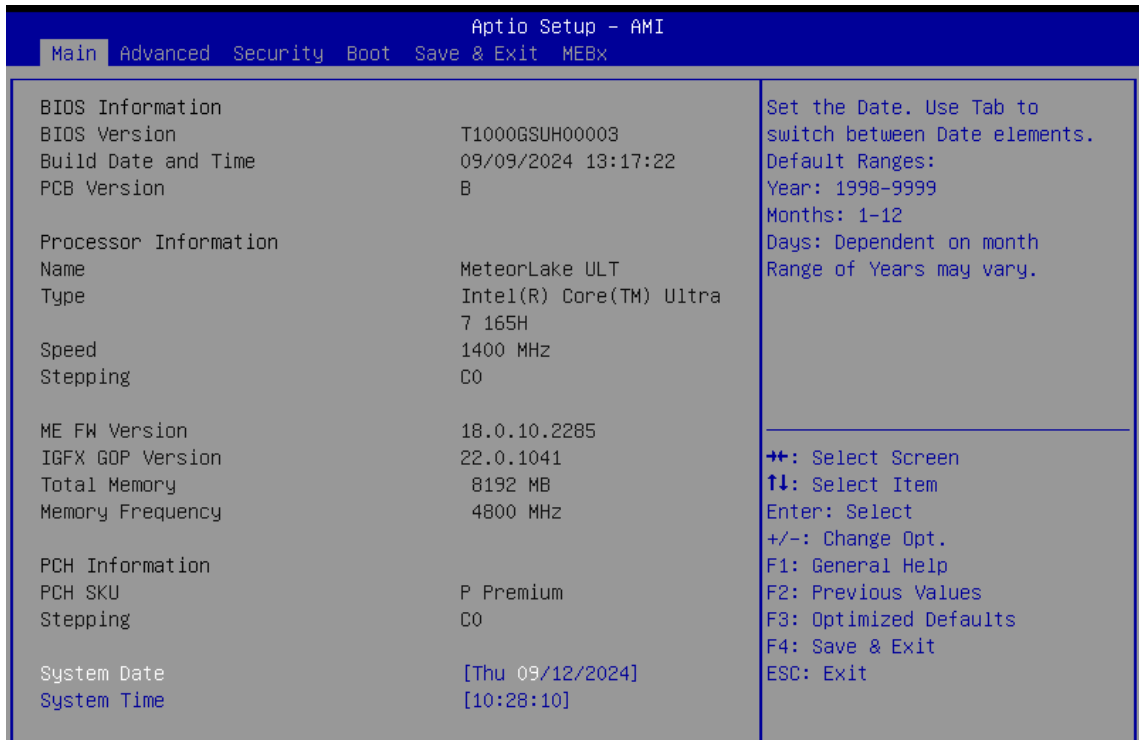 Aptio Setup - AMI
Main Advanced Security Boot Save & Exit MEBx
BIOS Information
BIOS Version T1000GSUH00003
Build Date and Time 09/09/2024 13:17:22
PCB Version B
Processor Information
Name MeteorLake ULT
Type Intel(R) Core(TM) Ultra
7 165H
Speed 1400 MHz
Stepping C0
ME FW Version 18.0.10.2285
IGFX GOP Version 22.0.1041
Total Memory 8192 MB
Memory Frequency 4800 MHz
PCH Information
PCH SKU P Premium
Stepping C0
System Date [Thu 09/12/2024]
System Time [10:28:10]
Set the Date. Use Tab to
switch between Date elements.
Default Ranges:
Year: 1998-9999
Months: 1-12
Days: Dependent on month
Range of Years may vary.
→←: Select Screen
↑↓: Select Item
Enter: Select
+/-: Change Opt.
F1: General Help
F2: Previous Values
F3: Optimized Defaults
F4: Save & Exit
ESC: Exit